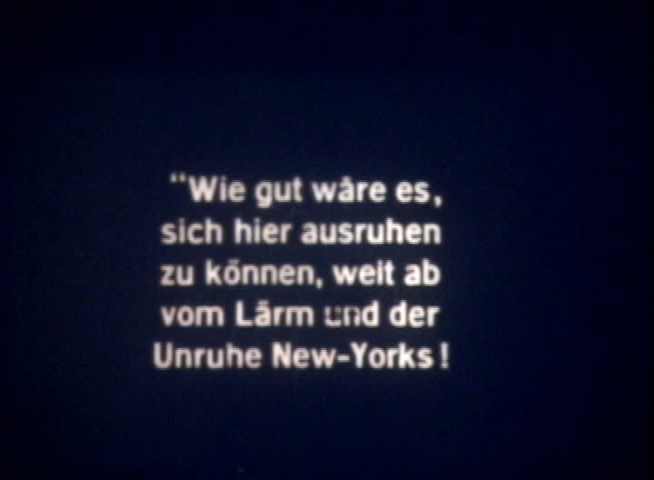 “Wie gut wäre es,
sich hier ausruhen
zu können, weit ab
vom Lärm und der
Unruhe New-Yorks!